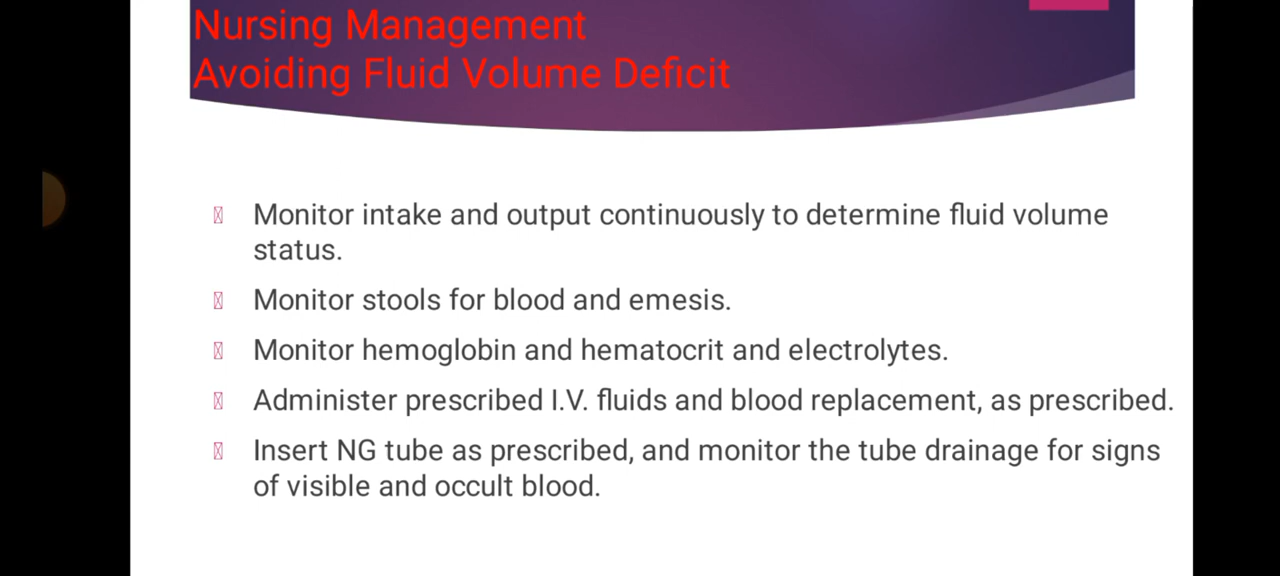 Nursing Management
Avoiding Fluid Volume Deficit
Monitor intake and output continuously to determine fluid volume
status.
Monitor stools for blood and emesis.
Monitor hemoglobin and hematocrit and electrolytes.
Administer prescribed I.V. fluids and blood replacement, as prescribed.
Insert NG tube as prescribed, and monitor the tube drainage for signs
of visible and occult blood.